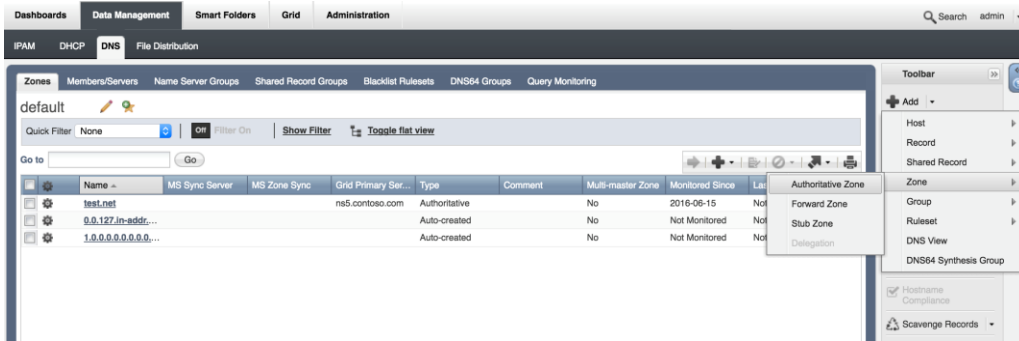 Dashboards Data Management Smart Folders Grid Administration Search admin
IPAM DHCP DNS File Distribution
Zones Members/Servers Name Server Groups Shared Record Groups Blacklist Rulesets DNS64 Groups Query Monitoring
Toolbar
default
Add
Quick Filter None Off Filter On Show Filter Toggle flat view
Host
Record
Go to Go
Shared Record
Name MS Sync Server MS Zone Sync Grid Primary Ser... Type Comment Multi-master Zone Monitored Since
Authoritative Zone
Zone
test.net ns5.contoso.com Authoritative No 2016-06-15
Forward Zone
Group
0.0.127.in-addr.... Auto-created No Not Monitored
Stub Zone
Ruleset
1.0.0.0.0.0.0.0.... Auto-created No Not Monitored
Delegation
DNS View
DNS64 Synthesis Group
Hostname
Compliance
Scavenge Records